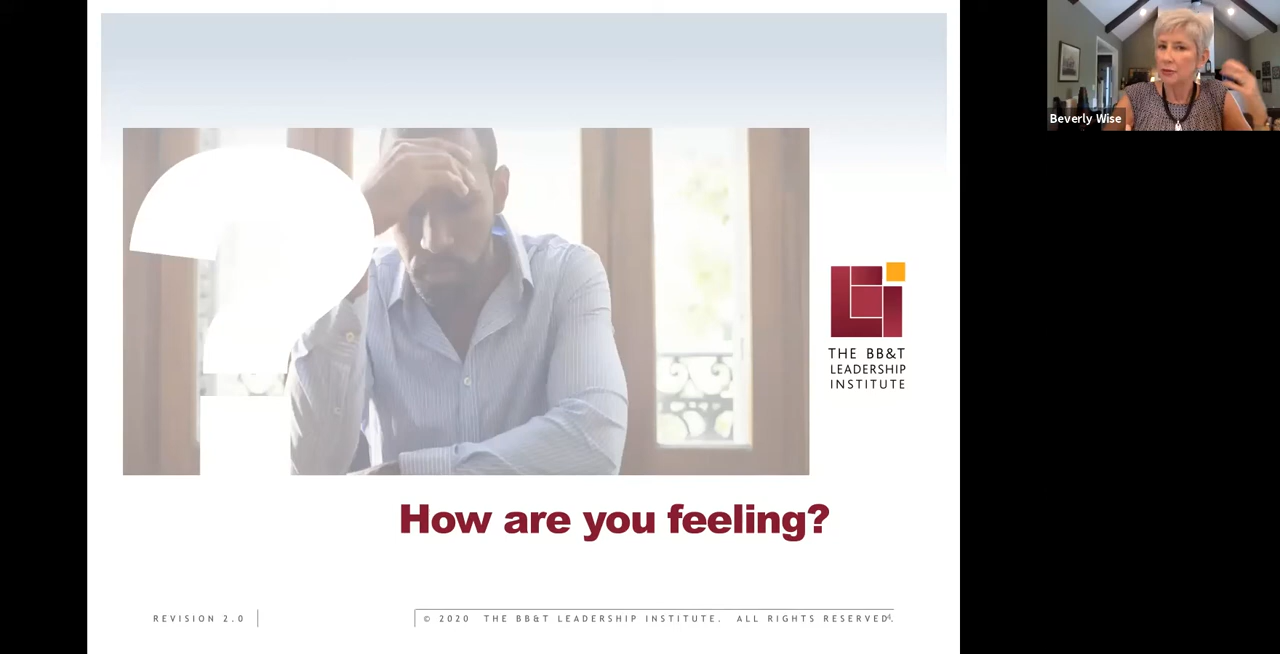 Beverly Wise
THE BB&T
LEADERSHIP
INSTITUTE
How are you feeling?
REVISION 2.0
© 2020 THE BB&T LEADERSHIP INSTITUTE. ALL RIGHTS RESERVED.